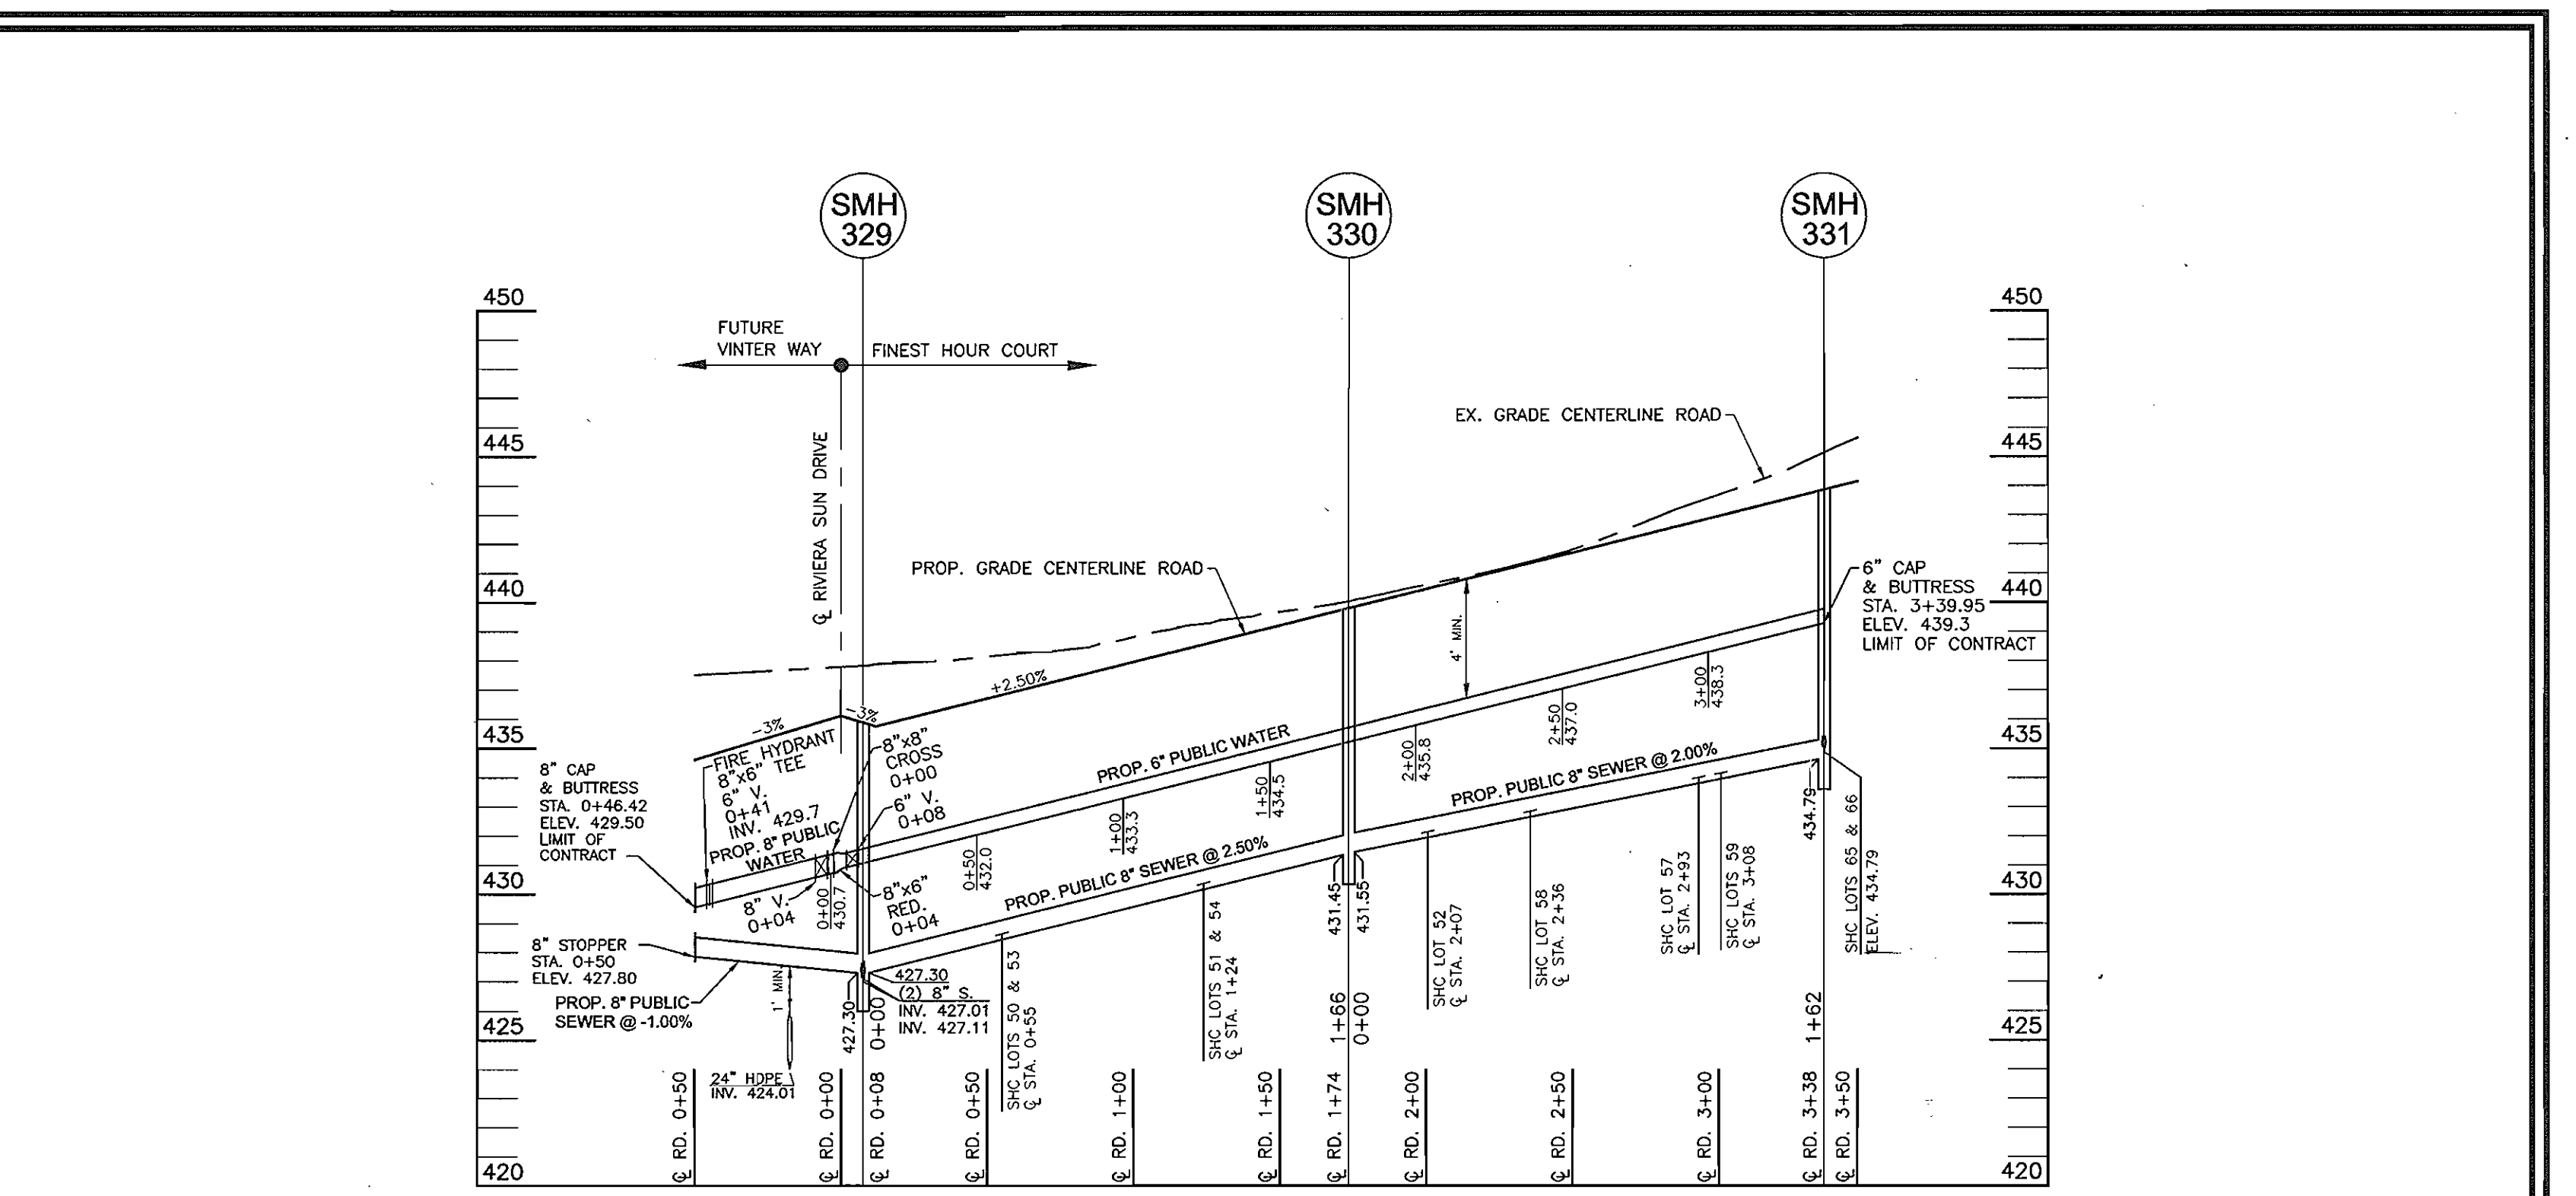 SMH
329
SMH
330
SMH
331
450
445
440
435
430
425
420
450
445
440
435
430
425
420
FUTURE
VINTER WAY
FINEST HOUR COURT
℄ RIVIERA SUN DRIVE
EX. GRADE CENTERLINE ROAD
PROP. GRADE CENTERLINE ROAD
+2.50%
-3%
-3%
4' MIN.
6" CAP
& BUTTRESS
STA. 3+39.95
ELEV. 439.3
LIMIT OF CONTRACT
FIRE HYDRANT
8"x6" TEE
6" V.
0+41
INV. 429.7
PROP. 8" PUBLIC
WATER
8"x8"
CROSS
0+00
6" V.
0+08
8" CAP
& BUTTRESS
STA. 0+46.42
ELEV. 429.50
LIMIT OF
CONTRACT
8" V.
0+04
0+00
430.7
8"x6"
RED.
0+04
PROP. 6" PUBLIC WATER
0+50
432.0
1+00
433.3
1+50
434.5
2+00
435.8
2+50
437.0
3+00
438.3
PROP. PUBLIC 8" SEWER @ 2.50%
PROP. PUBLIC 8" SEWER @ 2.00%
8" STOPPER
STA. 0+50
ELEV. 427.80
PROP. 8" PUBLIC
SEWER @ -1.00%
1' MIN.
24" HDPE
INV. 424.01
427.30
0+00
427.30
(2) 8" S.
INV. 427.01
INV. 427.11
SHC LOTS 50 & 53
℄ STA. 0+55
SHC LOTS 51 & 54
℄ STA. 1+24
431.45
431.55
1+66
0+00
SHC LOT 52
℄ STA. 2+07
SHC LOT 58
℄ STA. 2+36
SHC LOT 57
℄ STA. 2+93
SHC LOT 59
℄ STA. 3+08
434.79
1+62
SHC LOTS 65 & 66
ELEV. 434.79
℄ RD. 0+50
℄ RD. 0+00
℄ RD. 0+08
℄ RD. 0+50
℄ RD. 1+00
℄ RD. 1+50
℄ RD. 1+74
℄ RD. 2+00
℄ RD. 2+50
℄ RD. 3+00
℄ RD. 3+38
℄ RD. 3+50